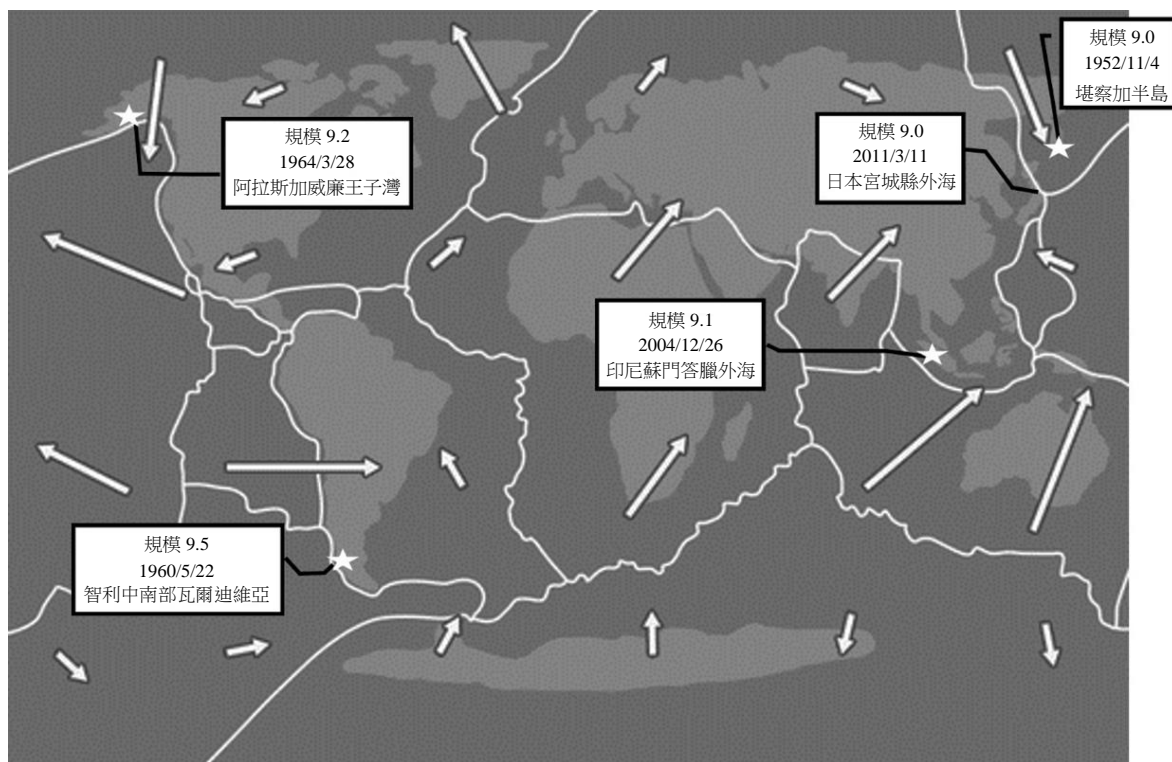 規模 9.0
1952/11/4
堪察加半島
規模 9.2
1964/3/28
阿拉斯加威廉王子灣
規模 9.0
2011/3/11
日本宮城縣外海
規模 9.1
2004/12/26
印尼蘇門答臘外海
規模 9.5
1960/5/22
智利中南部瓦爾迪維亞